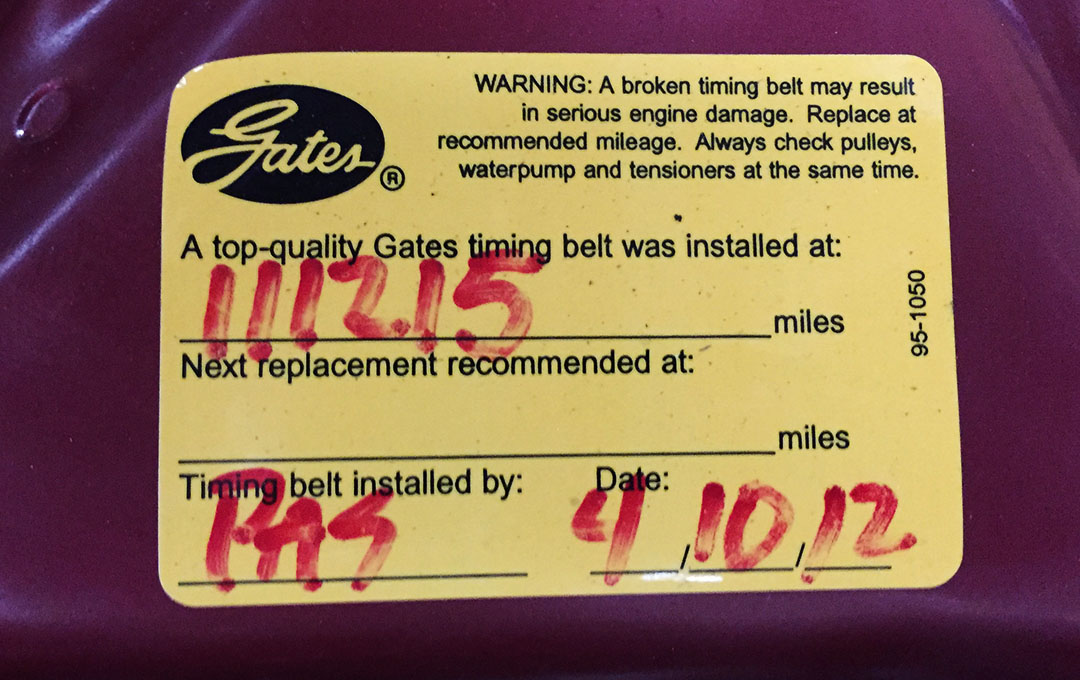 Gates®
WARNING: A broken timing belt may result
in serious engine damage. Replace at
recommended mileage. Always check pulleys,
waterpump and tensioners at the same time.
A top-quality Gates timing belt was installed at:
111215 miles
95-1050
Next replacement recommended at:
miles
Timing belt installed by: Date:
PAS 4/10/12